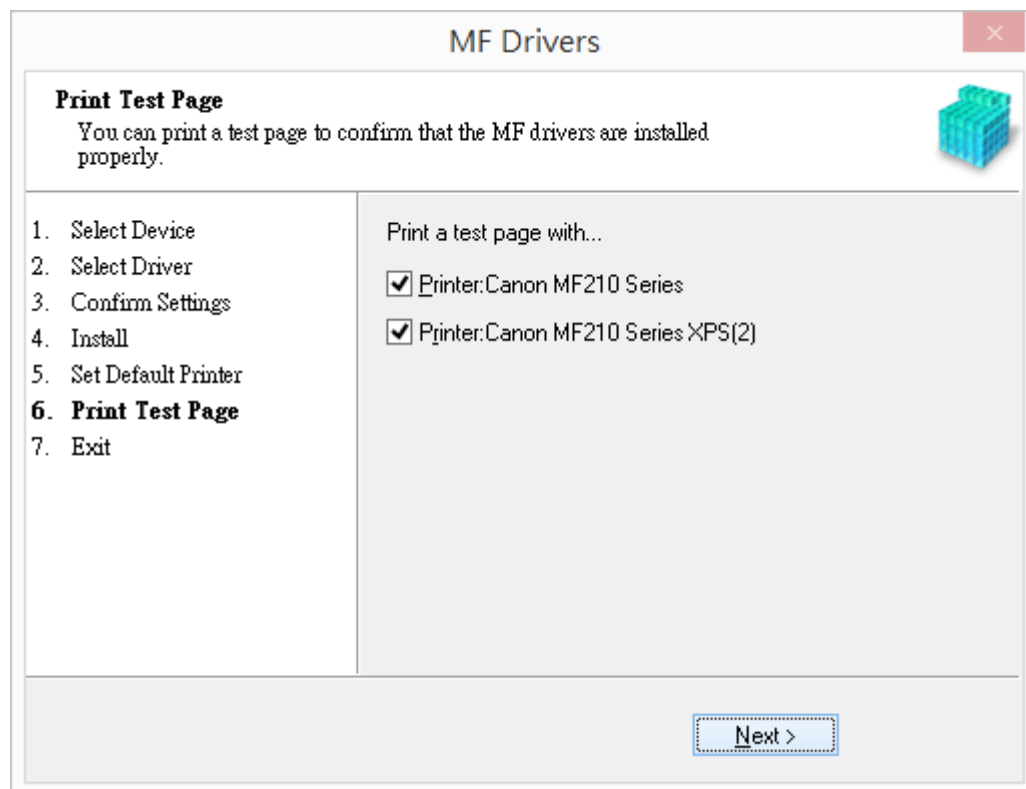 MF Drivers
Print Test Page
You can print a test page to confirm that the MF drivers are installed
properly.
1. Select Device
2. Select Driver
3. Confirm Settings
4. Install
5. Set Default Printer
6. Print Test Page
7. Exit
Print a test page with...
Printer:Canon MF210 Series
Printer:Canon MF210 Series XPS(2)
Next >